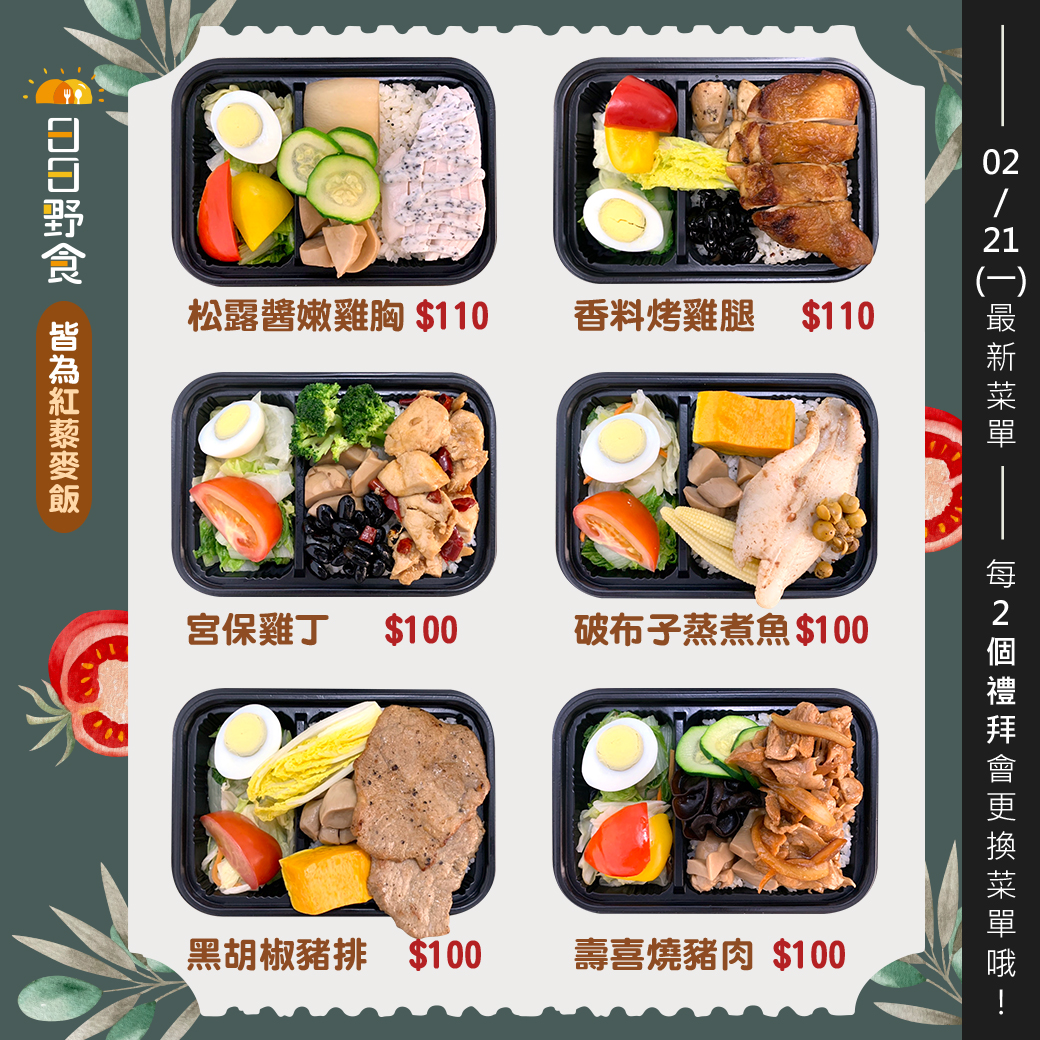 日日野食
皆為紅藜麥飯
松露醬嫩雞胸 $110
香料烤雞腿 $110
宮保雞丁 $100
破布子蒸煮魚 $100
黑胡椒豬排 $100
壽喜燒豬肉 $100
02/21(一)最新菜單
每2個禮拜會更換菜單哦!